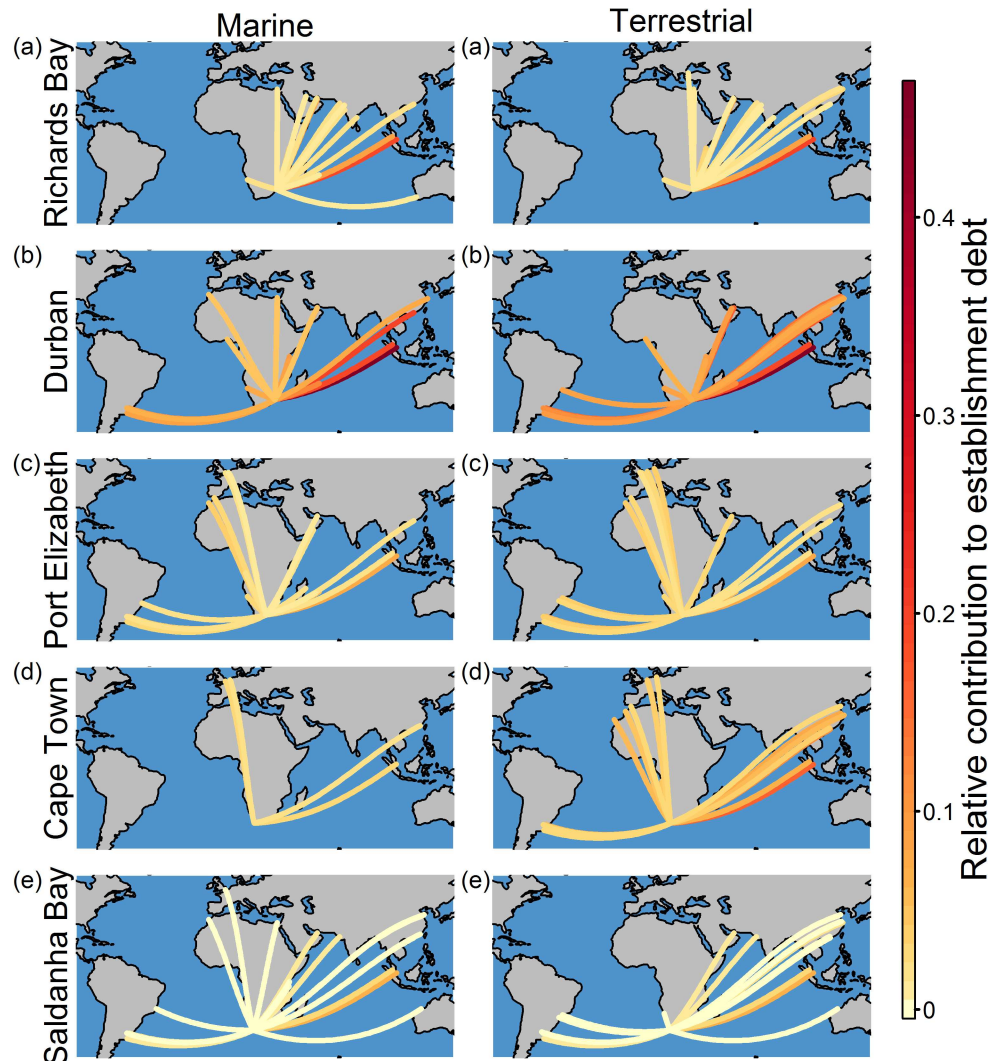 Marine
Terrestrial
(a)
Richards Bay
(a)
(b)
Durban
(b)
(c)
Port Elizabeth
(c)
(d)
Cape Town
(d)
(e)
Saldanha Bay
(e)
0.4
0.3
0.2
0.1
0
Relative contribution to establishment debt